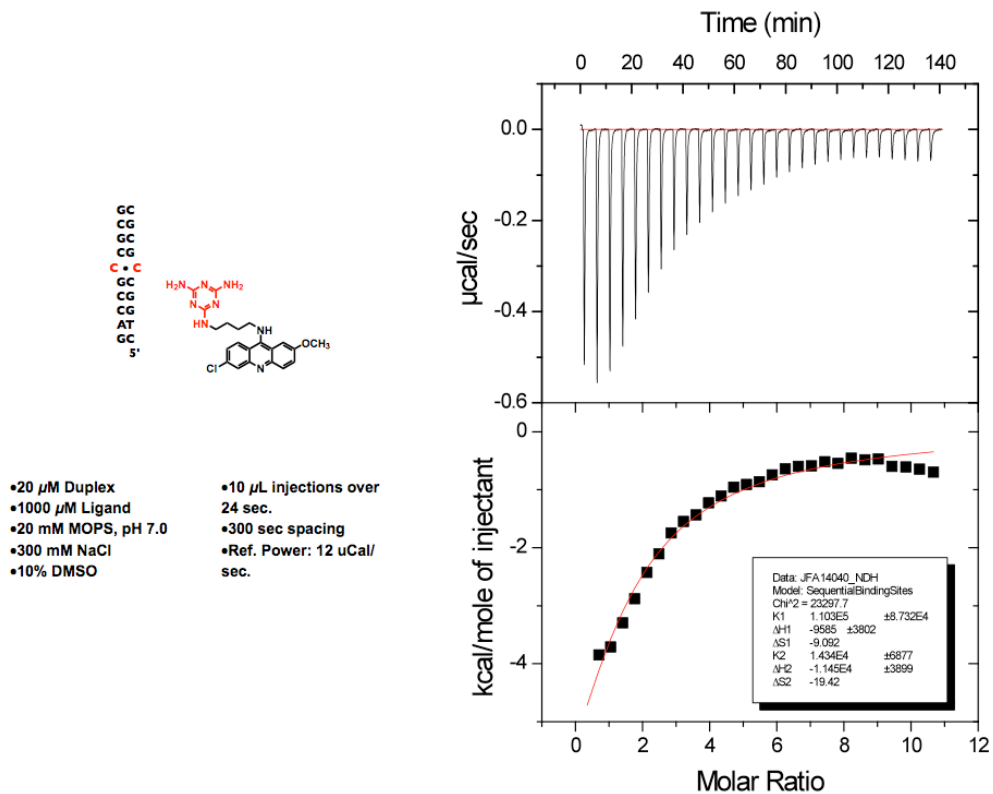 GC
CG
GC
CG
C • C
GC
CG
CG
AT
GC
5'
H₂N N NH₂
N N
HN
NH
OCH₃
Cl
N
•20 µM Duplex
•1000 µM Ligand
•20 mM MOPS, pH 7.0
•300 mM NaCl
•10% DMSO
•10 µL injections over
24 sec.
•300 sec spacing
•Ref. Power: 12 uCal/
sec.
Time (min)
0 20 40 60 80 100 120 140
0.0
-0.2
-0.4
-0.6
µcal/sec
0
-2
-4
kcal/mole of injectant
Data: JFA14040_NDH
Model: SequentialBindingSites
Chi^2 = 23297.7
K1 1.103E5 ±8.732E4
ΔH1 -9585 ±3802
ΔS1 -9.092
K2 1.434E4 ±6877
ΔH2 -1.145E4 ±3899
ΔS2 -19.42
0 2 4 6 8 10 12
Molar Ratio